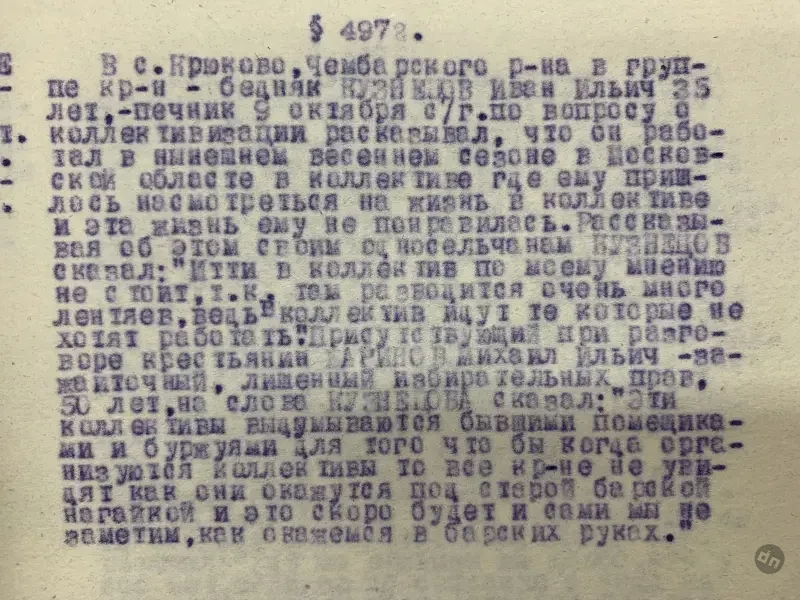 § 4972.
Е    В с.Крюково,Чембарского р-на в груп-
-    пе кр-н - бедняк КУЗНЕЦОВ Иван Ильич 35
лет,-печник 9 октября с/г.по вопросу о
т. коллективизации рассказывал, что он рабо-
. тал в нынешнем весеннем сезоне в Москов-
- ской областе в коллективе где ему приш-
. лось насмотреться на жизнь в коллективе
и эта жизнь ему не понравилась.Рассказы-
вая об этом своим односельчанам КУЗНЕЦОВ
сказал:"Итти в коллектив по моему мнению
не стоит,т.к. там разводится очень много
лентяев,ведь в коллектив идут те которые не
хотят работать".Присутствующий при разго-
воре крестьянин Михаил Ильич -за-
житочный, лишенный избирательных прав,
50 лет,на слова КУЗНЕЦОВА сказал:"Эти
коллективы выдумываются бывшими помещика-
ми и буржуями для того что бы когда орга-
низуются коллективы то все кр-не не уви-
дят как они окажутся под старой барской
нагайкой и это скоро будет и сами мы не
заметим,как окажемся в барских руках."
dn